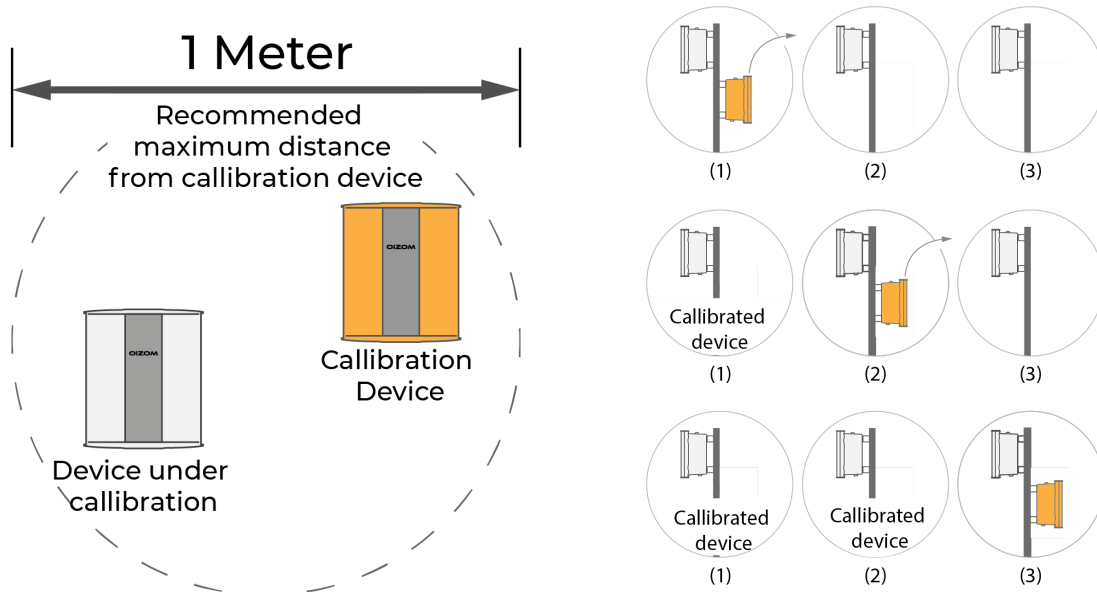 1 Meter
Recommended
maximum distance
from callibration device
OIZOM
Callibration
Device
OIZOM
Device under
callibration
(1)
(2)
(3)
Callibrated
device
(1)
(2)
(3)
Callibrated
device
Callibrated
device
(1)
(2)
(3)